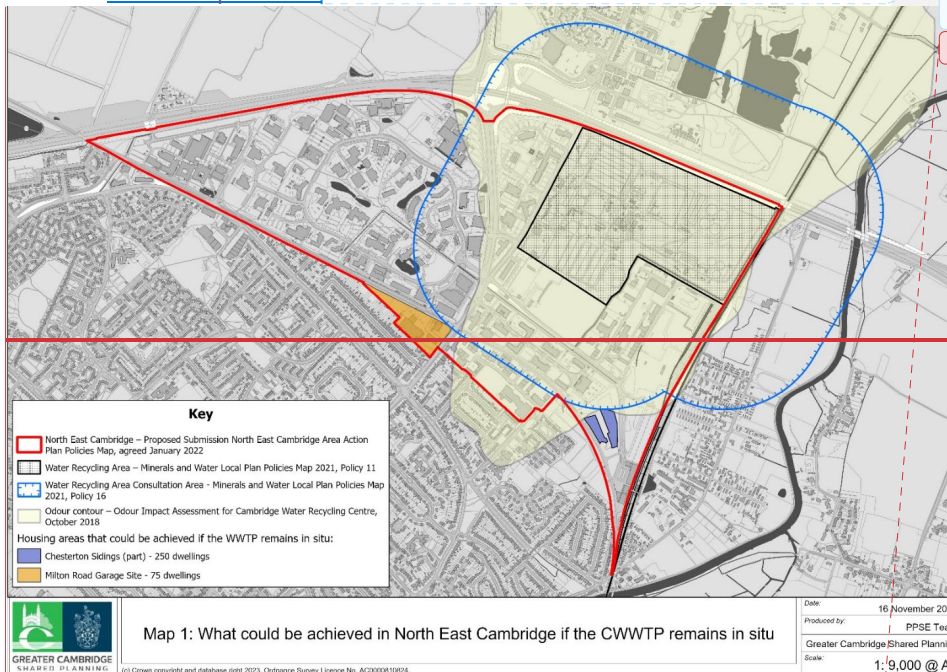 Key
North East Cambridge – Proposed Submission North East Cambridge Area Action
Plan Policies Map, agreed January 2022
Water Recycling Area – Minerals and Water Local Plan Policies Map 2021, Policy 11
Water Recycling Area Consultation Area - Minerals and Water Local Plan Policies Map
2021, Policy 16
Odour contour – Odour Impact Assessment for Cambridge Water Recycling Centre,
October 2018
Housing areas that could be achieved if the WWTP remains in situ:
Chesterton Sidings (part) - 250 dwellings
Milton Road Garage Site - 75 dwellings
GREATER CAMBRIDGE
SHARED PLANNING
Map 1: What could be achieved in North East Cambridge if the CWWTP remains in situ
(c) Crown copyright and database right 2023. Ordnance Survey Licence No. AC0000810824.
Date:
16 November 20
Produced by:
PPSE Tea
Greater Cambridge Shared Planni
Scale:
1: 9,000 @ A